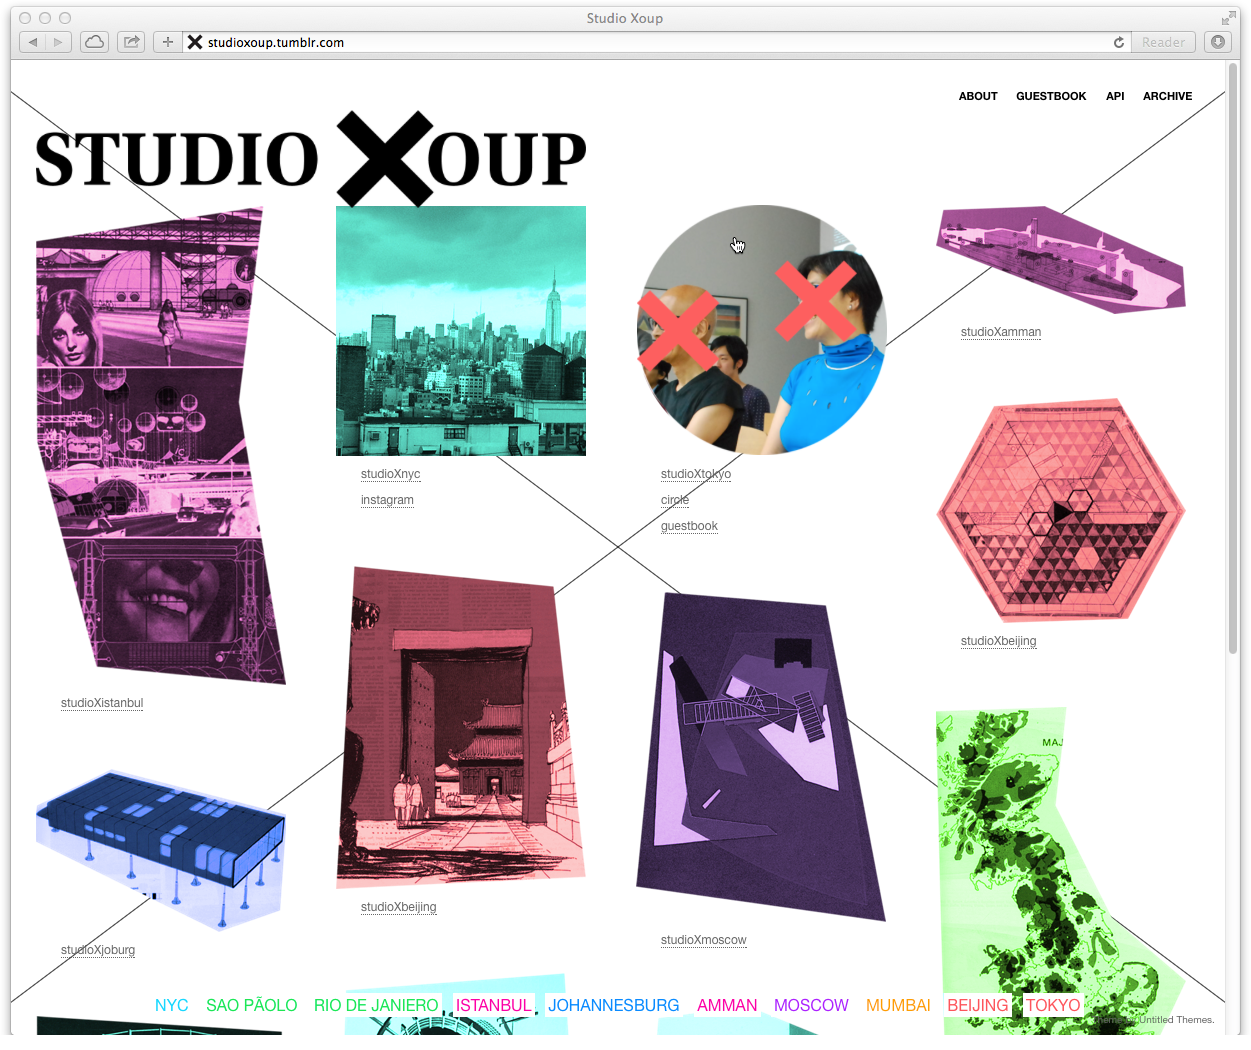 Studio Xoup
studioxoup.tumblr.com
Reader
ABOUT GUESTBOOK API ARCHIVE
STUDIO XOUP
studioXamman
studioXnyc
instagram
studioXtokyo
circle
guestbook
studioXbeijing
studioXistanbul
MAJ
studioXbeijing
studioXmoscow
studioXjoburg
NYC SAO PÃOLO RIO DE JANIERO ISTANBUL JOHANNESBURG AMMAN MOSCOW MUMBAI BEIJING TOKYO
Untitled Themes.